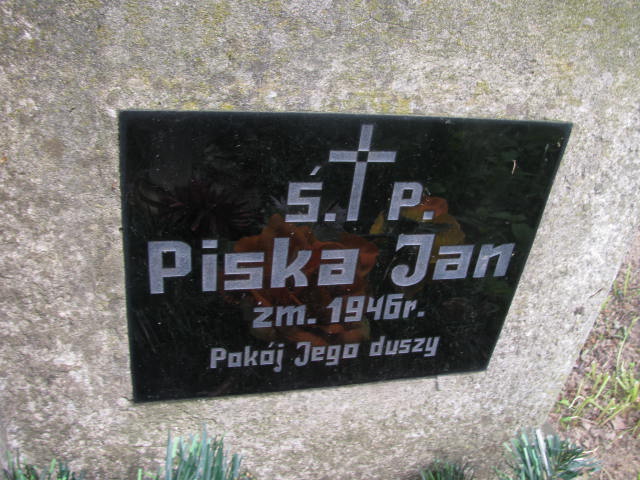 Ś. P.
Piska Jan
zm. 1946r.
Pokój Jego duszy